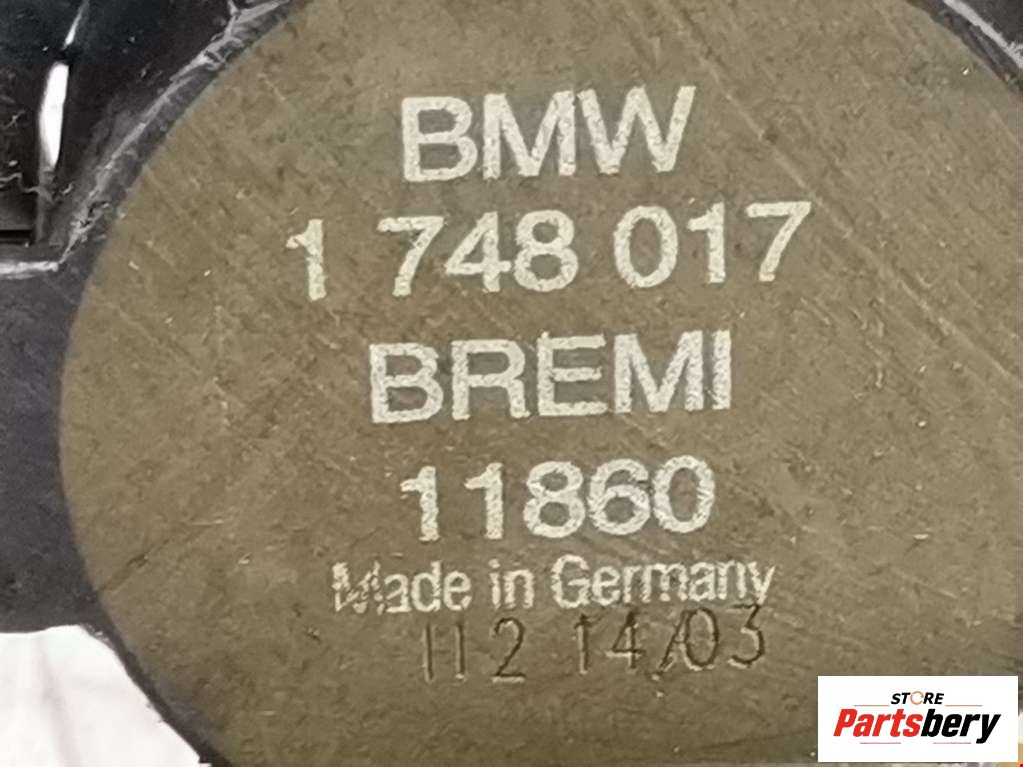 BMW
1 748 017
BREMI
11860
Made in Germany
112 14/03
STORE
Partsbery